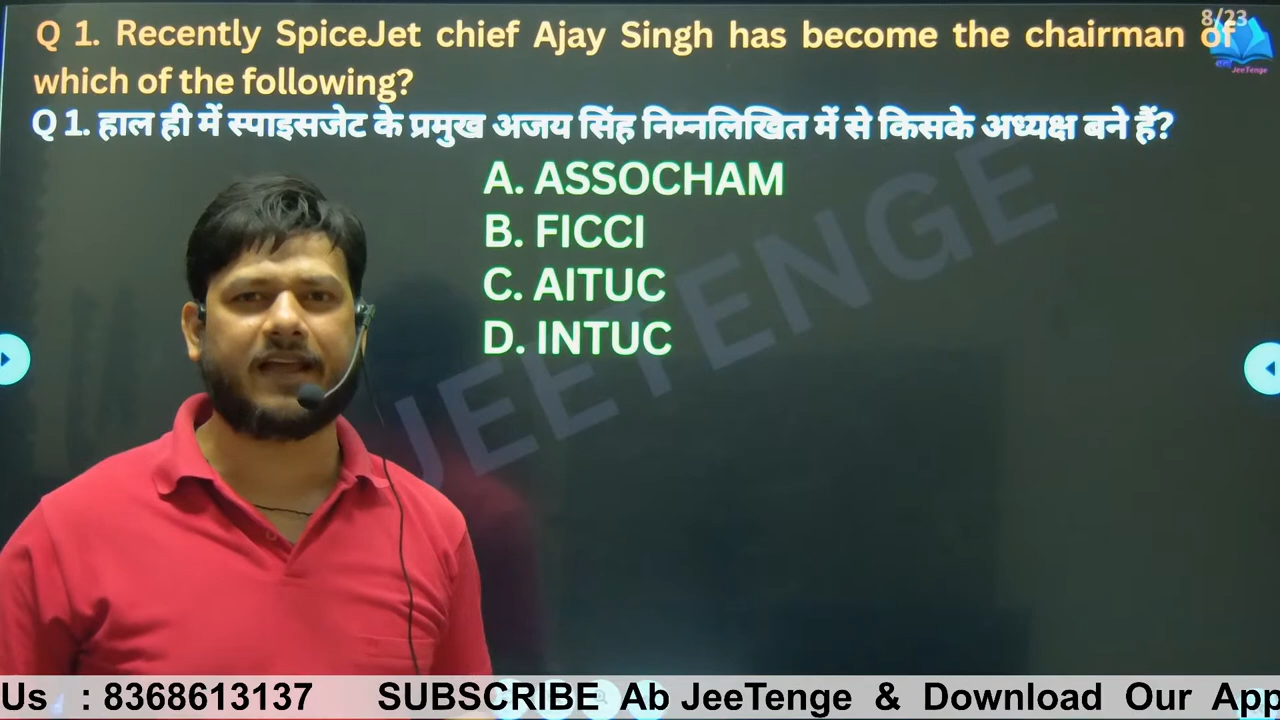 8/23
Q 1. Recently SpiceJet chief Ajay Singh has become the chairman of
which of the following?
JeeTenge
Q 1. हाल ही में स्पाइसजेट के प्रमुख अजय सिंह निम्नलिखित में से किसके अध्यक्ष बने हैं?
A. ASSOCHAM
B. FICCI
C. AITUC
D. INTUC
JEETENGE
Us : 8368613137 SUBSCRIBE Ab JeeTenge & Download Our App